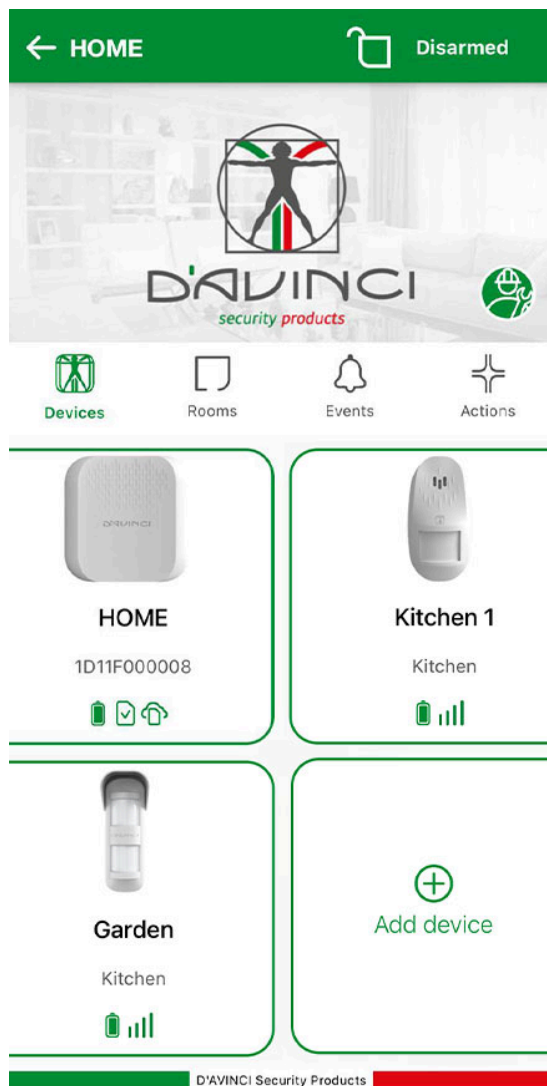 HOME
Disarmed
D'AVINCI
security products
Devices
Rooms
Events
Actions
D'AVINCI
HOME
1D11F000008
Kitchen 1
Kitchen
Garden
Kitchen
Add device
D'AVINCI Security Products